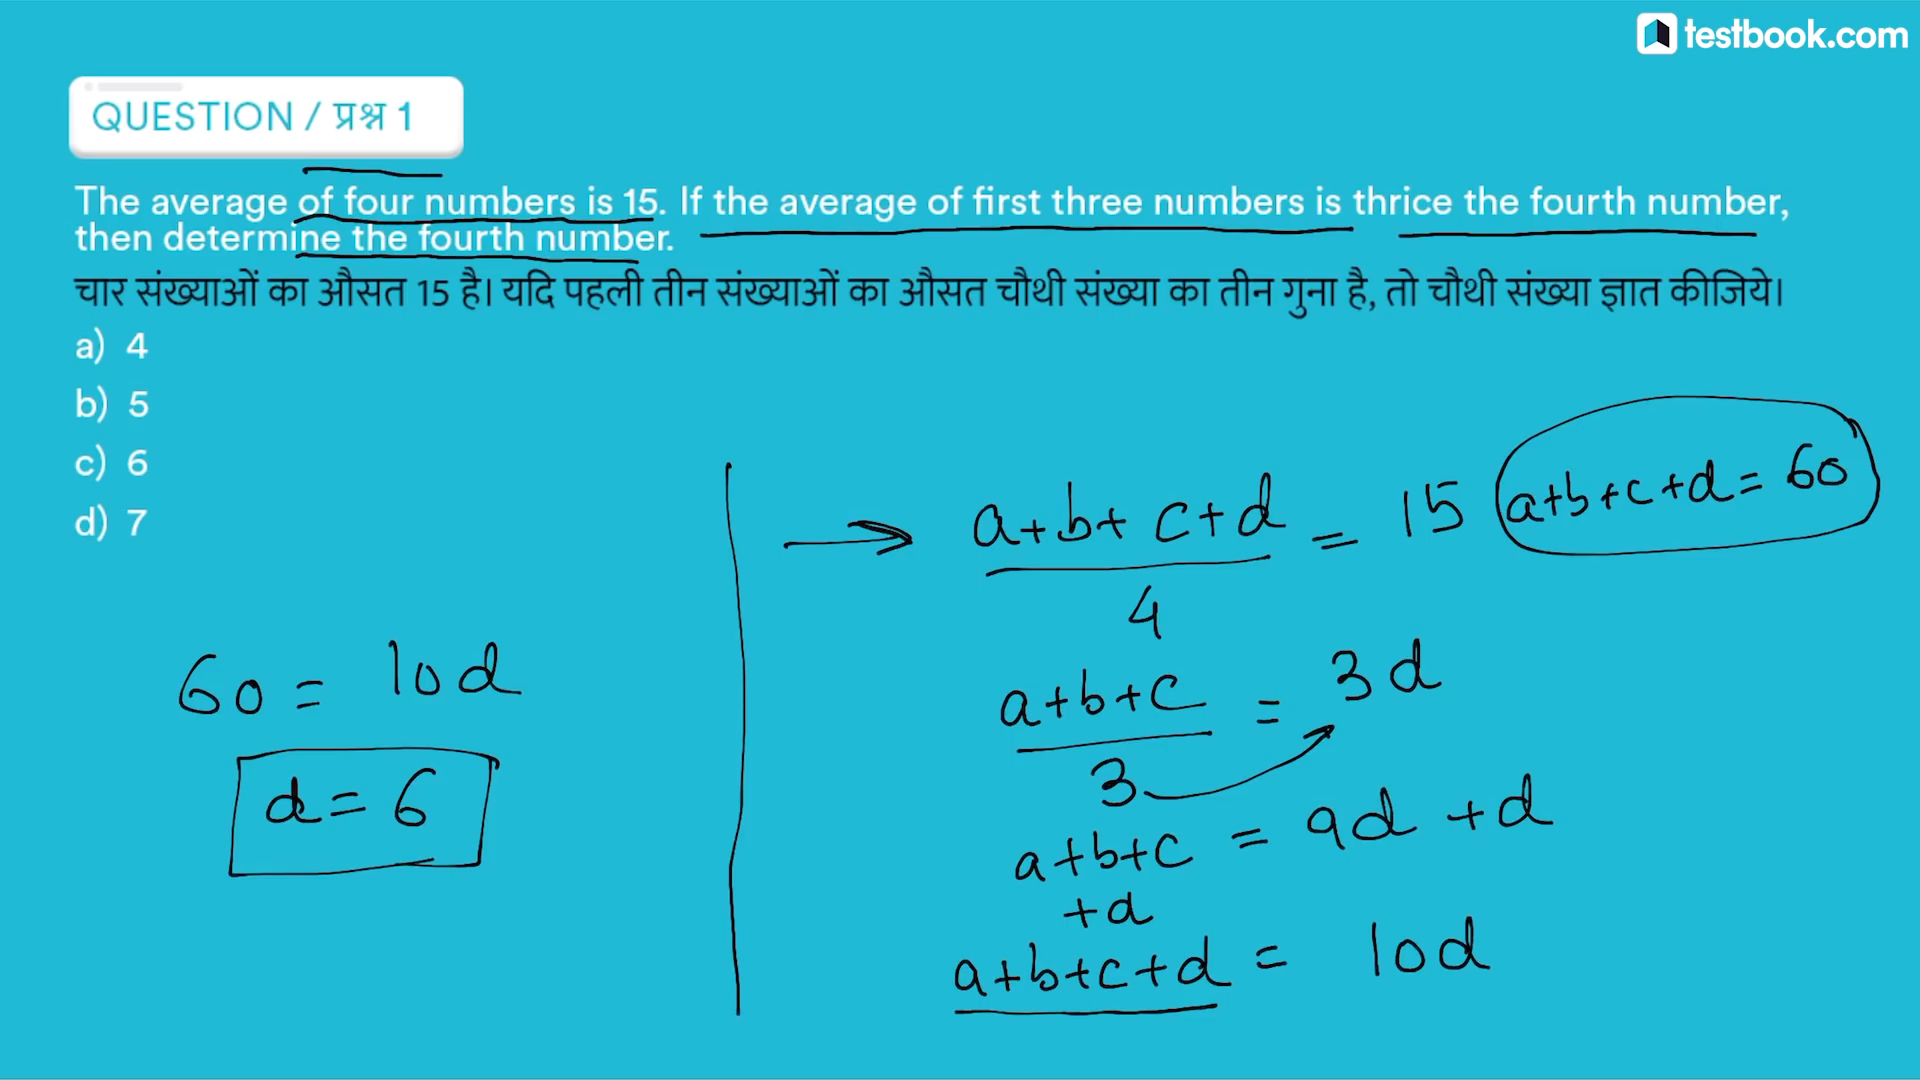 testbook.com
QUESTION / प्रश्न 1
The average of four numbers is 15. If the average of first three numbers is thrice the fourth number,
then determine the fourth number.
चार संख्याओं का औसत 15 है। यदि पहली तीन संख्याओं का औसत चौथी संख्या का तीन गुना है, तो चौथी संख्या ज्ञात कीजिये।
a) 4
b) 5
c) 6
d) 7
a+b+c+d = 15
4
a+b+c+d = 60
a+b+c = 3d
3
a+b+c = 9d +d
+d
a+b+c+d = 10d
60 = 10d
d = 6